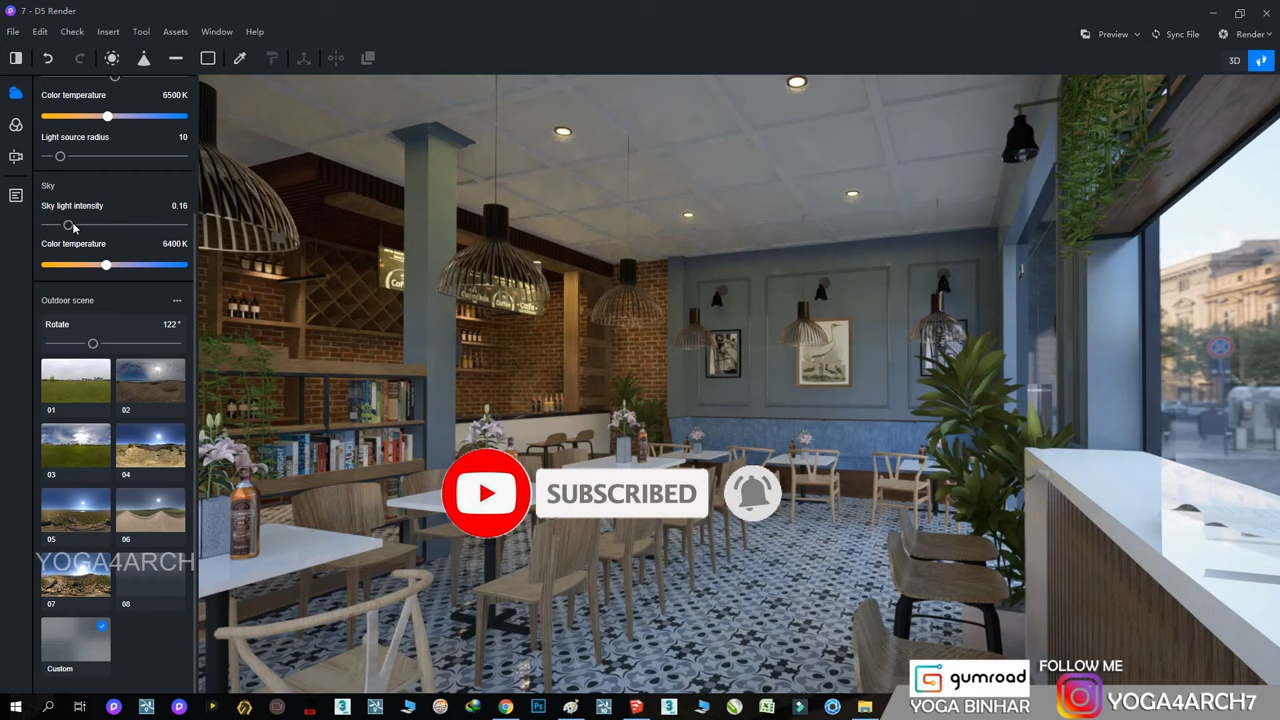 7 - D5 Render
File Edit Check Insert Tool Assets Window Help
Preview Sync File Render
3D
Color temperature 6500 K
Light source radius 10
Sky
Sky light intensity 0.16
Color temperature 6400 K
Outdoor scene ...
Rotate 122°
01 02
03 04
05 06
YOGA4ARCH
07 08
Custom
SUBSCRIBED
gumroad
YOGA BINHAR
FOLLOW ME
YOGA4ARCH7